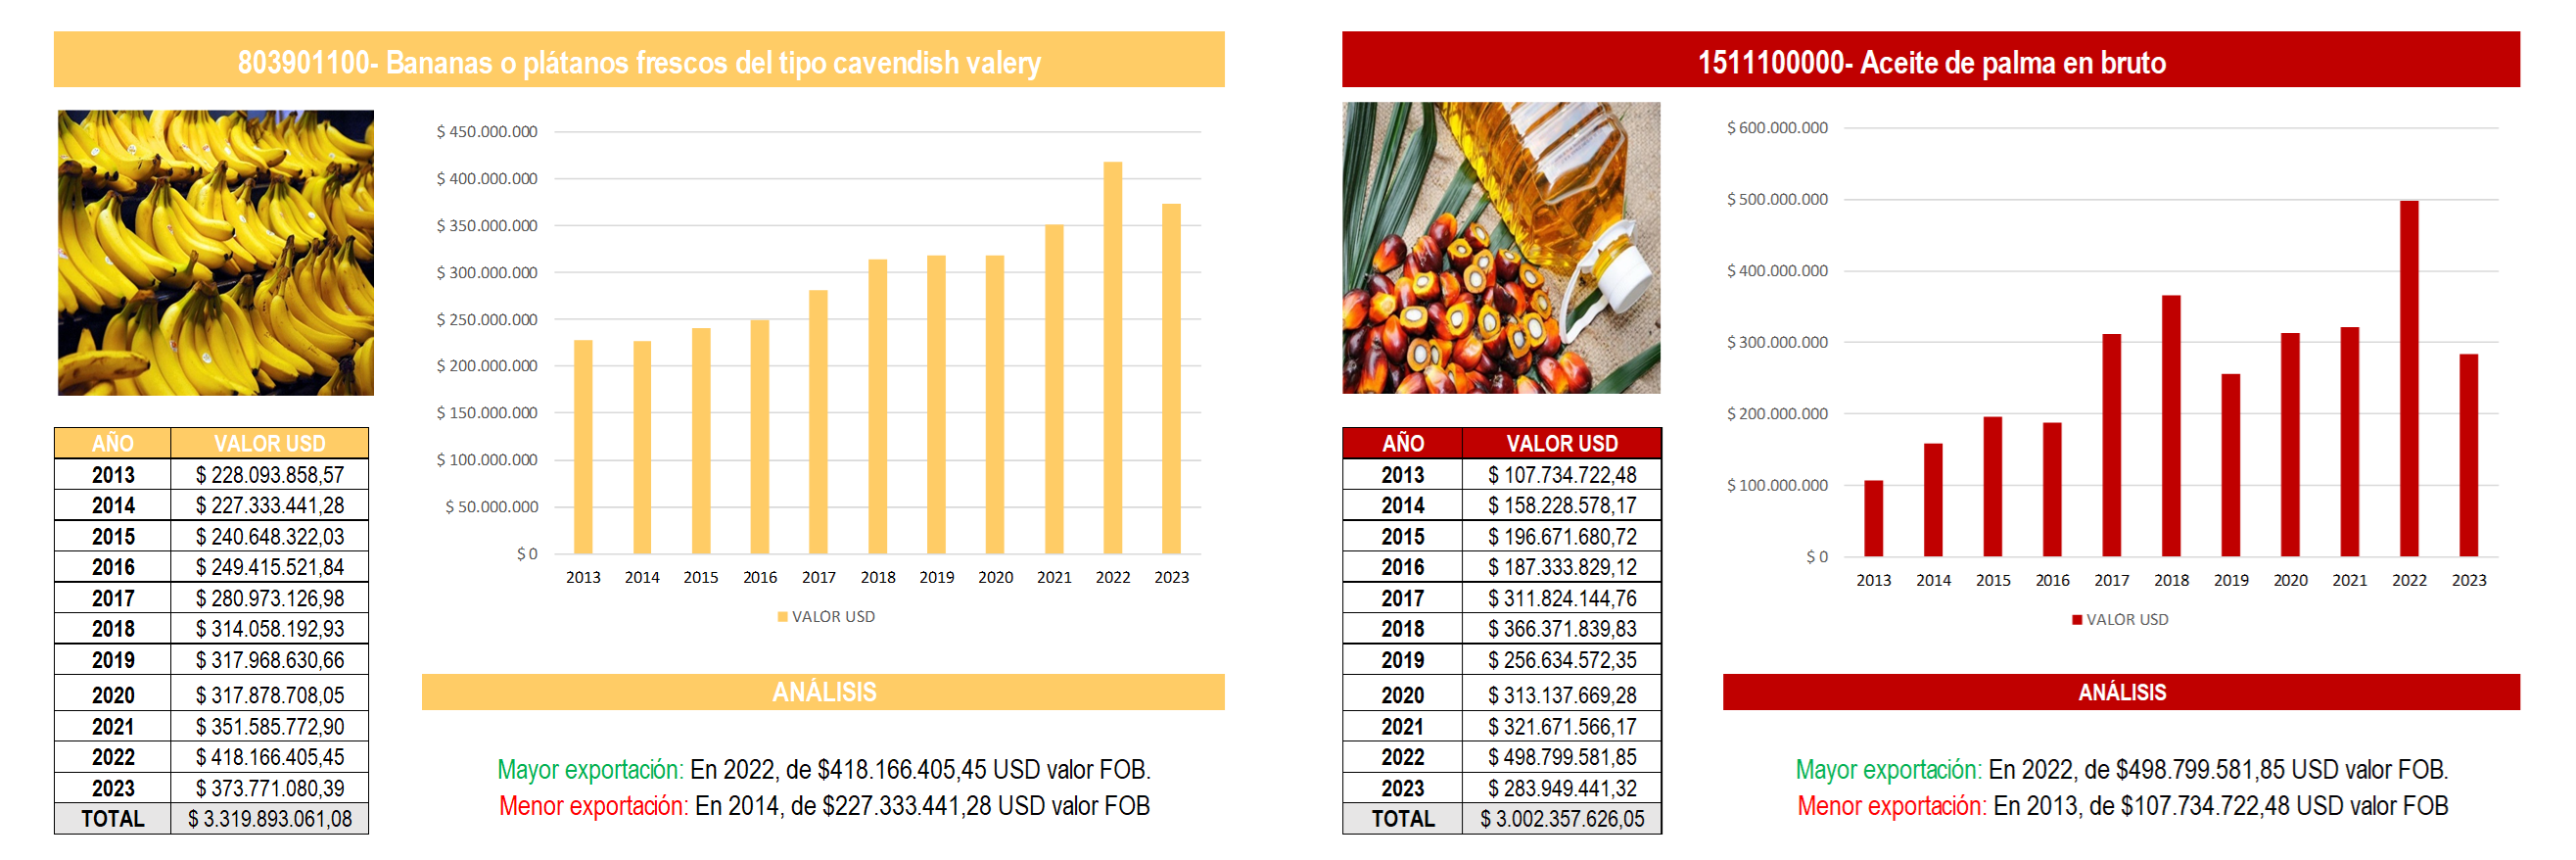 803901100- Bananas o plátanos frescos del tipo cavendish valery
$ 450.000.000
$ 400.000.000
$ 350.000.000
$ 300.000.000
$ 250.000.000
$ 200.000.000
$ 150.000.000
$ 100.000.000
$ 50.000.000
$ 0
2013 2014 2015 2016 2017 2018 2019 2020 2021 2022 2023
VALOR USD
AÑO VALOR USD
2013 $ 228.093.858,57
2014 $ 227.333.441,28
2015 $ 240.648.322,03
2016 $ 249.415.521,84
2017 $ 280.973.126,98
2018 $ 314.058.192,93
2019 $ 317.968.630,66
2020 $ 317.878.708,05
2021 $ 351.585.772,90
2022 $ 418.166.405,45
2023 $ 373.771.080,39
TOTAL $ 3.319.893.061,08
ANÁLISIS
Mayor exportación: En 2022, de $418.166.405,45 USD valor FOB.
Menor exportación: En 2014, de $227.333.441,28 USD valor FOB
1511100000- Aceite de palma en bruto
$ 600.000.000
$ 500.000.000
$ 400.000.000
$ 300.000.000
$ 200.000.000
$ 100.000.000
$ 0
2013 2014 2015 2016 2017 2018 2019 2020 2021 2022 2023
VALOR USD
AÑO VALOR USD
2013 $ 107.734.722,48
2014 $ 158.228.578,17
2015 $ 196.671.680,72
2016 $ 187.333.829,12
2017 $ 311.824.144,76
2018 $ 366.371.839,83
2019 $ 256.634.572,35
2020 $ 313.137.669,28
2021 $ 321.671.566,17
2022 $ 498.799.581,85
2023 $ 283.949.441,32
TOTAL $ 3.002.357.626,05
ANÁLISIS
Mayor exportación: En 2022, de $498.799.581,85 USD valor FOB.
Menor exportación: En 2013, de $107.734.722,48 USD valor FOB